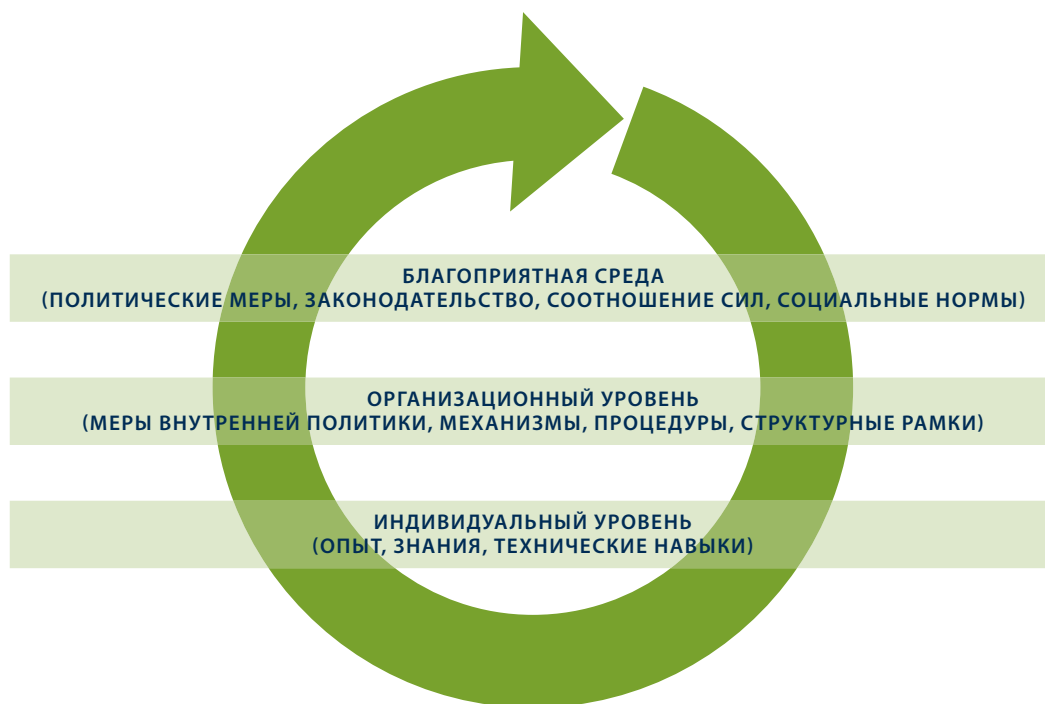 БЛАГОПРИЯТНАЯ СРЕДА
(ПОЛИТИЧЕСКИЕ МЕРЫ, ЗАКОНОДАТЕЛЬСТВО, СООТНОШЕНИЕ СИЛ, СОЦИАЛЬНЫЕ НОРМЫ)
ОРГАНИЗАЦИОННЫЙ УРОВЕНЬ
(МЕРЫ ВНУТРЕННЕЙ ПОЛИТИКИ, МЕХАНИЗМЫ, ПРОЦЕДУРЫ, СТРУКТУРНЫЕ РАМКИ)
ИНДИВИДУАЛЬНЫЙ УРОВЕНЬ
(ОПЫТ, ЗНАНИЯ, ТЕХНИЧЕСКИЕ НАВЫКИ)